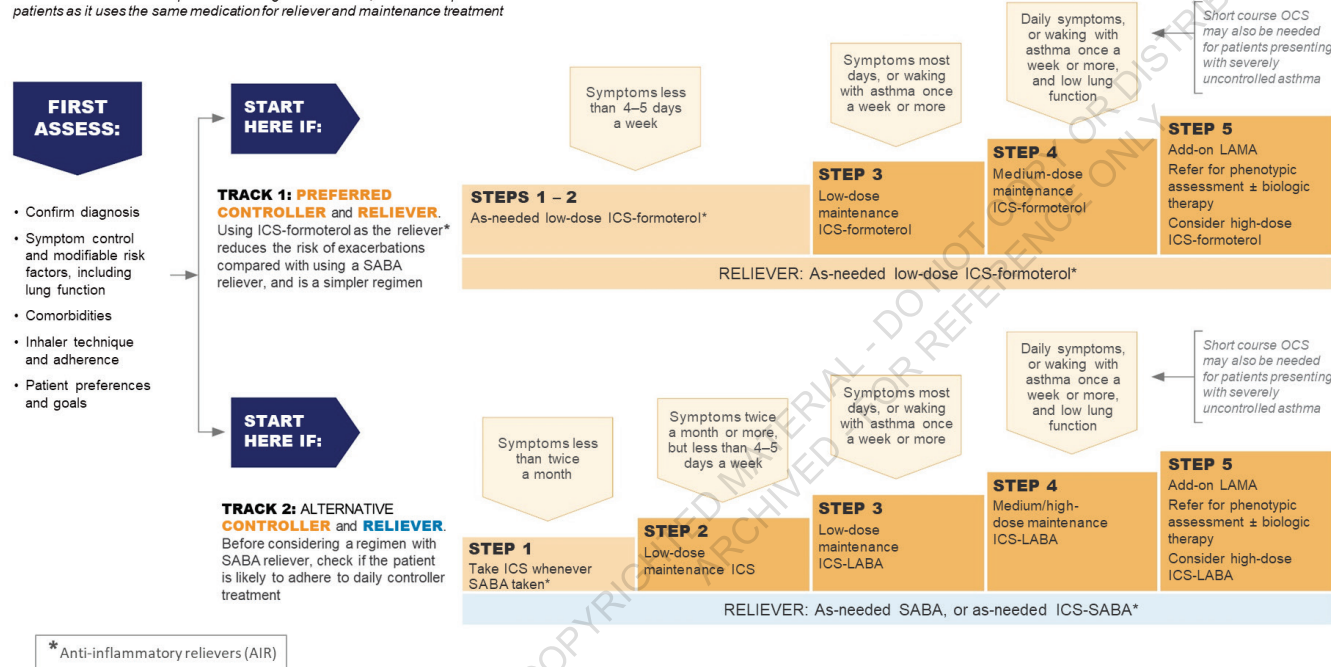 patients as it uses the same medication for reliever and maintenance treatment
FIRST
ASSESS:
• Confirm diagnosis
• Symptom control
and modifiable risk
factors, including
lung function
• Comorbidities
• Inhaler technique
and adherence
• Patient preferences
and goals
START
HERE IF:
TRACK 1: PREFERRED
CONTROLLER and RELIEVER.
Using ICS-formoterol as the reliever*
reduces the risk of exacerbations
compared with using a SABA
reliever, and is a simpler regimen
Symptoms less
than 4–5 days
a week
Symptoms most
days, or waking
with asthma once
a week or more
Daily symptoms,
or waking with
asthma once a
week or more,
and low lung
function
Short course OCS
may also be needed
for patients presenting
with severely
uncontrolled asthma
STEPS 1 – 2
As-needed low-dose ICS-formoterol*
STEP 3
Low-dose
maintenance
ICS-formoterol
STEP 4
Medium-dose
maintenance
ICS-formoterol
STEP 5
Add-on LAMA
Refer for phenotypic
assessment ± biologic
therapy
Consider high-dose
ICS-formoterol
RELIEVER: As-needed low-dose ICS-formoterol*
START
HERE IF:
TRACK 2: ALTERNATIVE
CONTROLLER and RELIEVER.
Before considering a regimen with
SABA reliever, check if the patient
is likely to adhere to daily controller
treatment
Symptoms less
than twice
a month
Symptoms twice
a month or more,
but less than 4–5
days a week
Symptoms most
days, or waking
with asthma once
a week or more
Daily symptoms,
or waking with
asthma once a
week or more,
and low lung
function
Short course OCS
may also be needed
for patients presenting
with severely
uncontrolled asthma
STEP 1
Take ICS whenever
SABA taken*
STEP 2
Low-dose
maintenance ICS
STEP 3
Low-dose
maintenance
ICS-LABA
STEP 4
Medium/high-
dose maintenance
ICS-LABA
STEP 5
Add-on LAMA
Refer for phenotypic
assessment ± biologic
therapy
Consider high-dose
ICS-LABA
RELIEVER: As-needed SABA, or as-needed ICS-SABA*
* Anti-inflammatory relievers (AIR)
COPYRIGHTED MATERIAL - DO NOT COPY OR
ARCHIVED - FOR REFERENCE ONLY